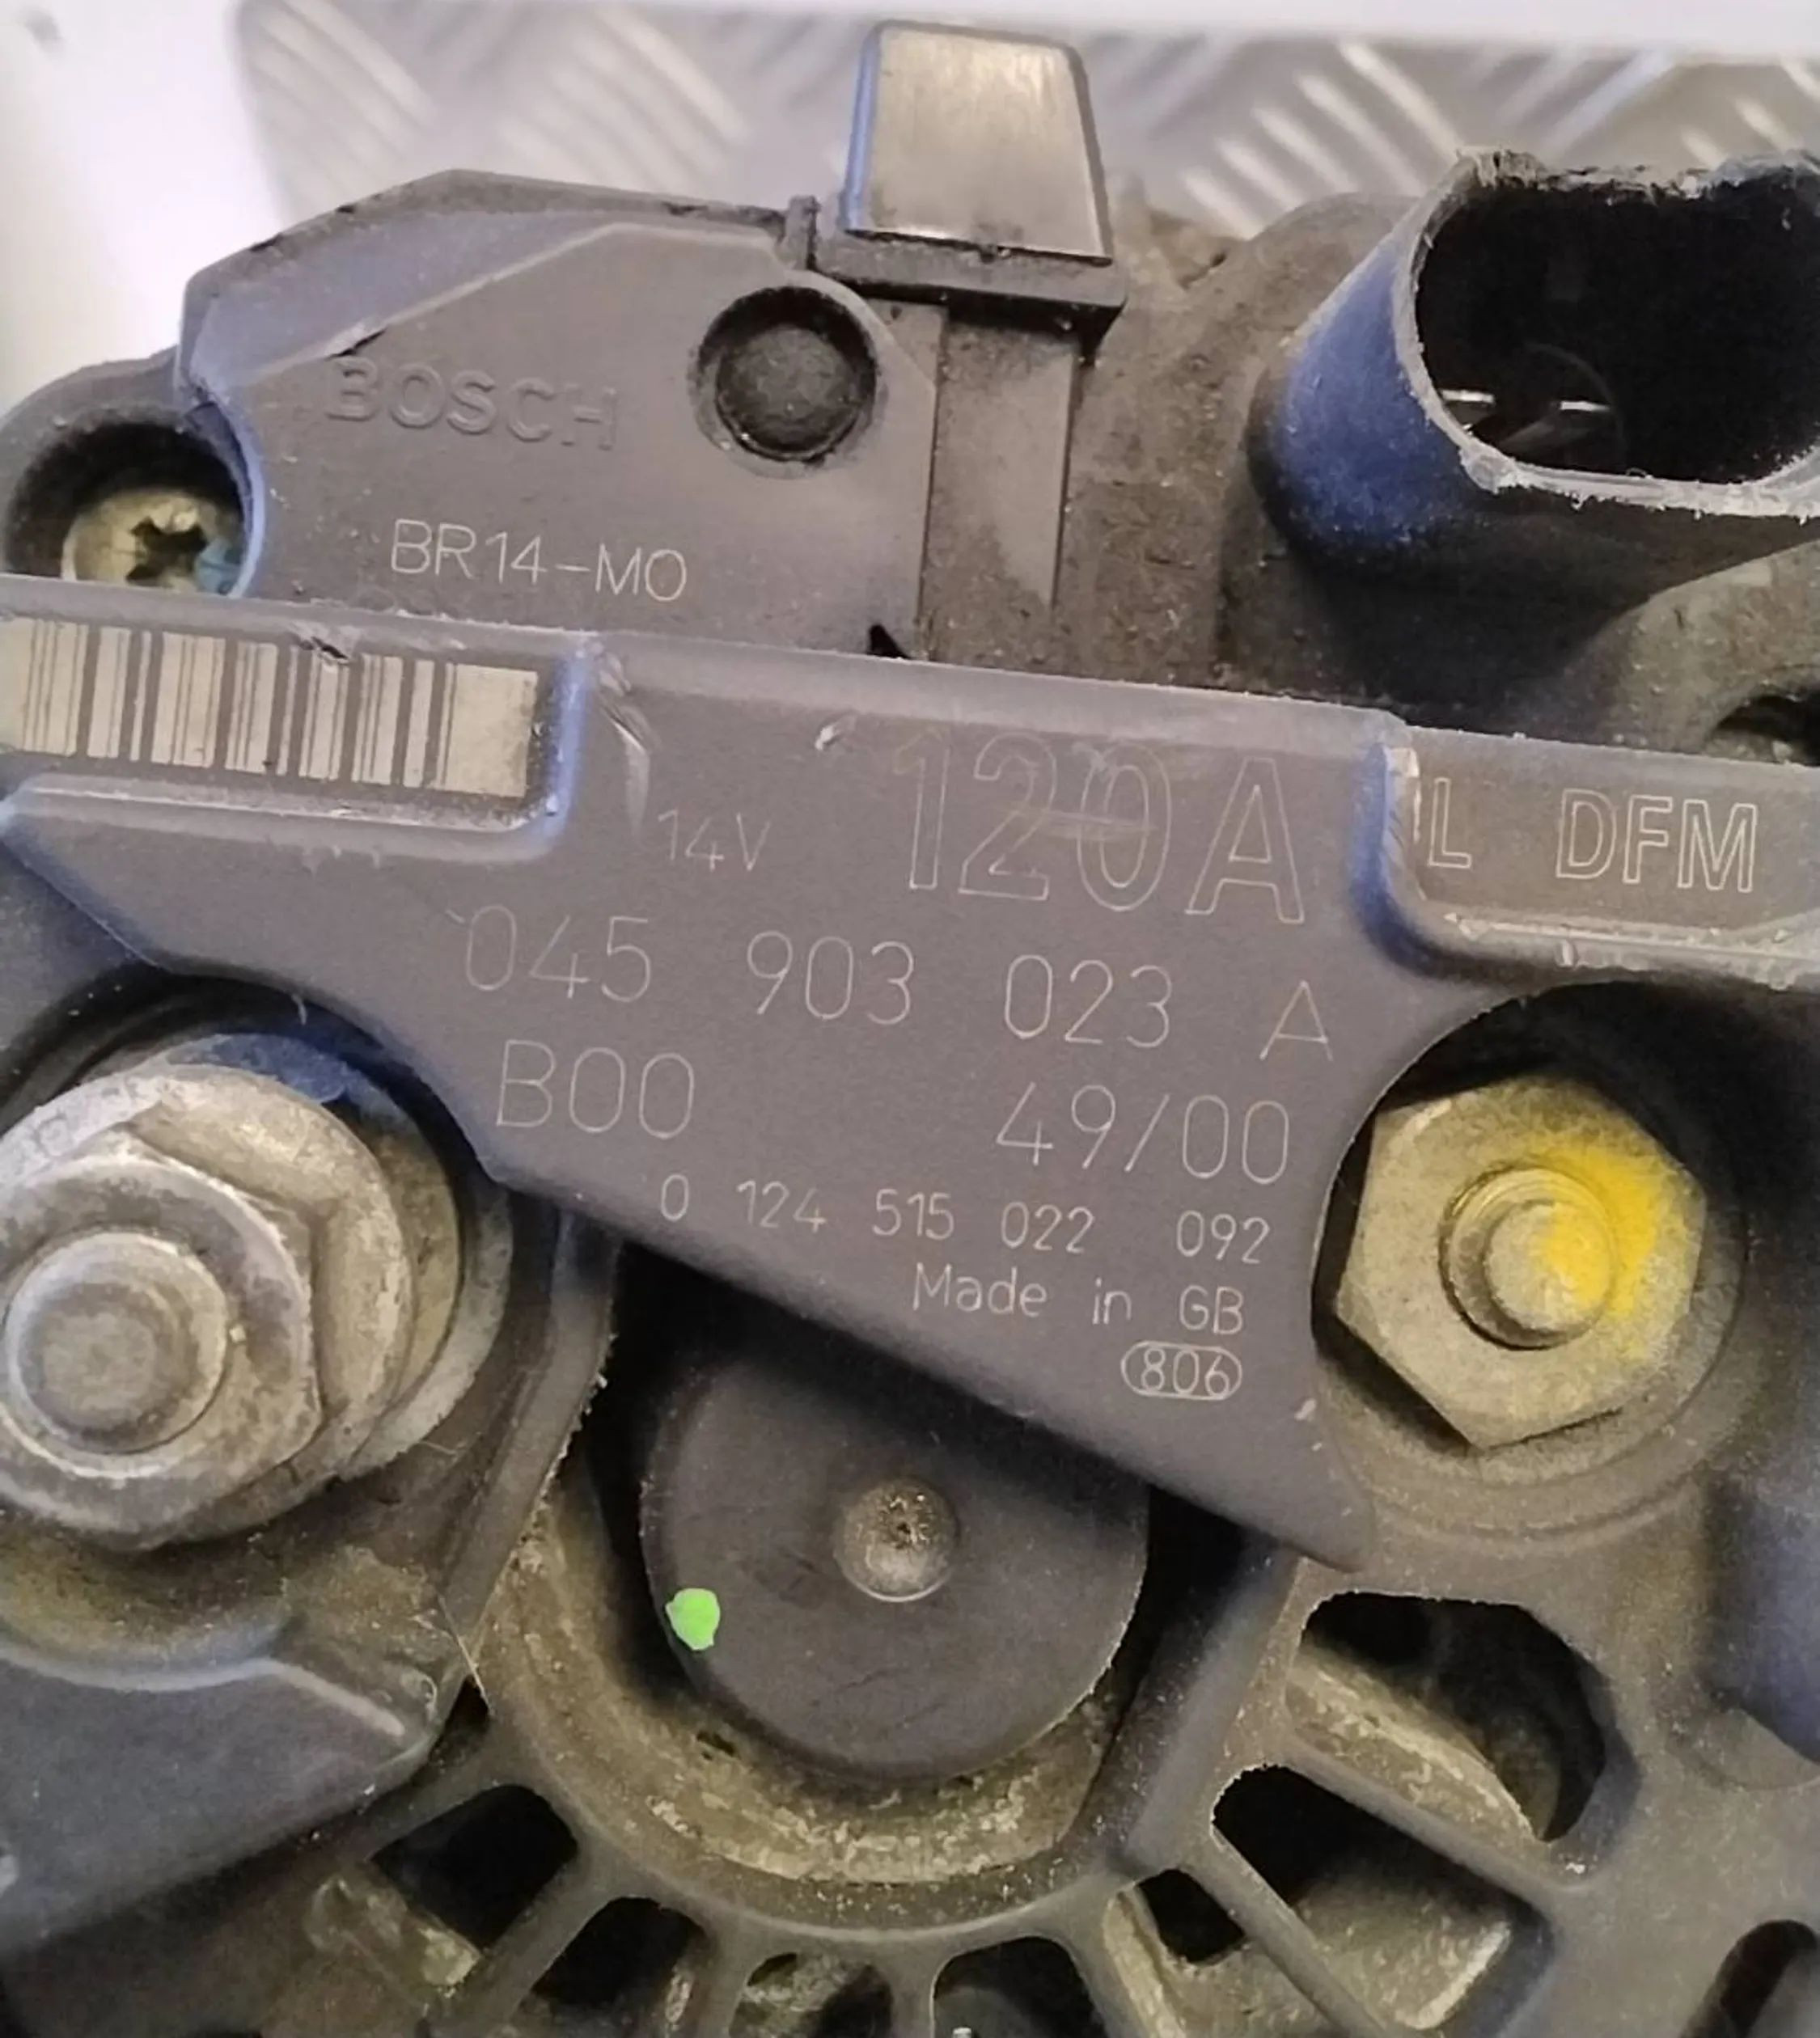 BOSCH
BR14-M0
14V 120A L DFM
045 903 023 A
B00 49/00
0 124 515 022 092
Made in GB
806